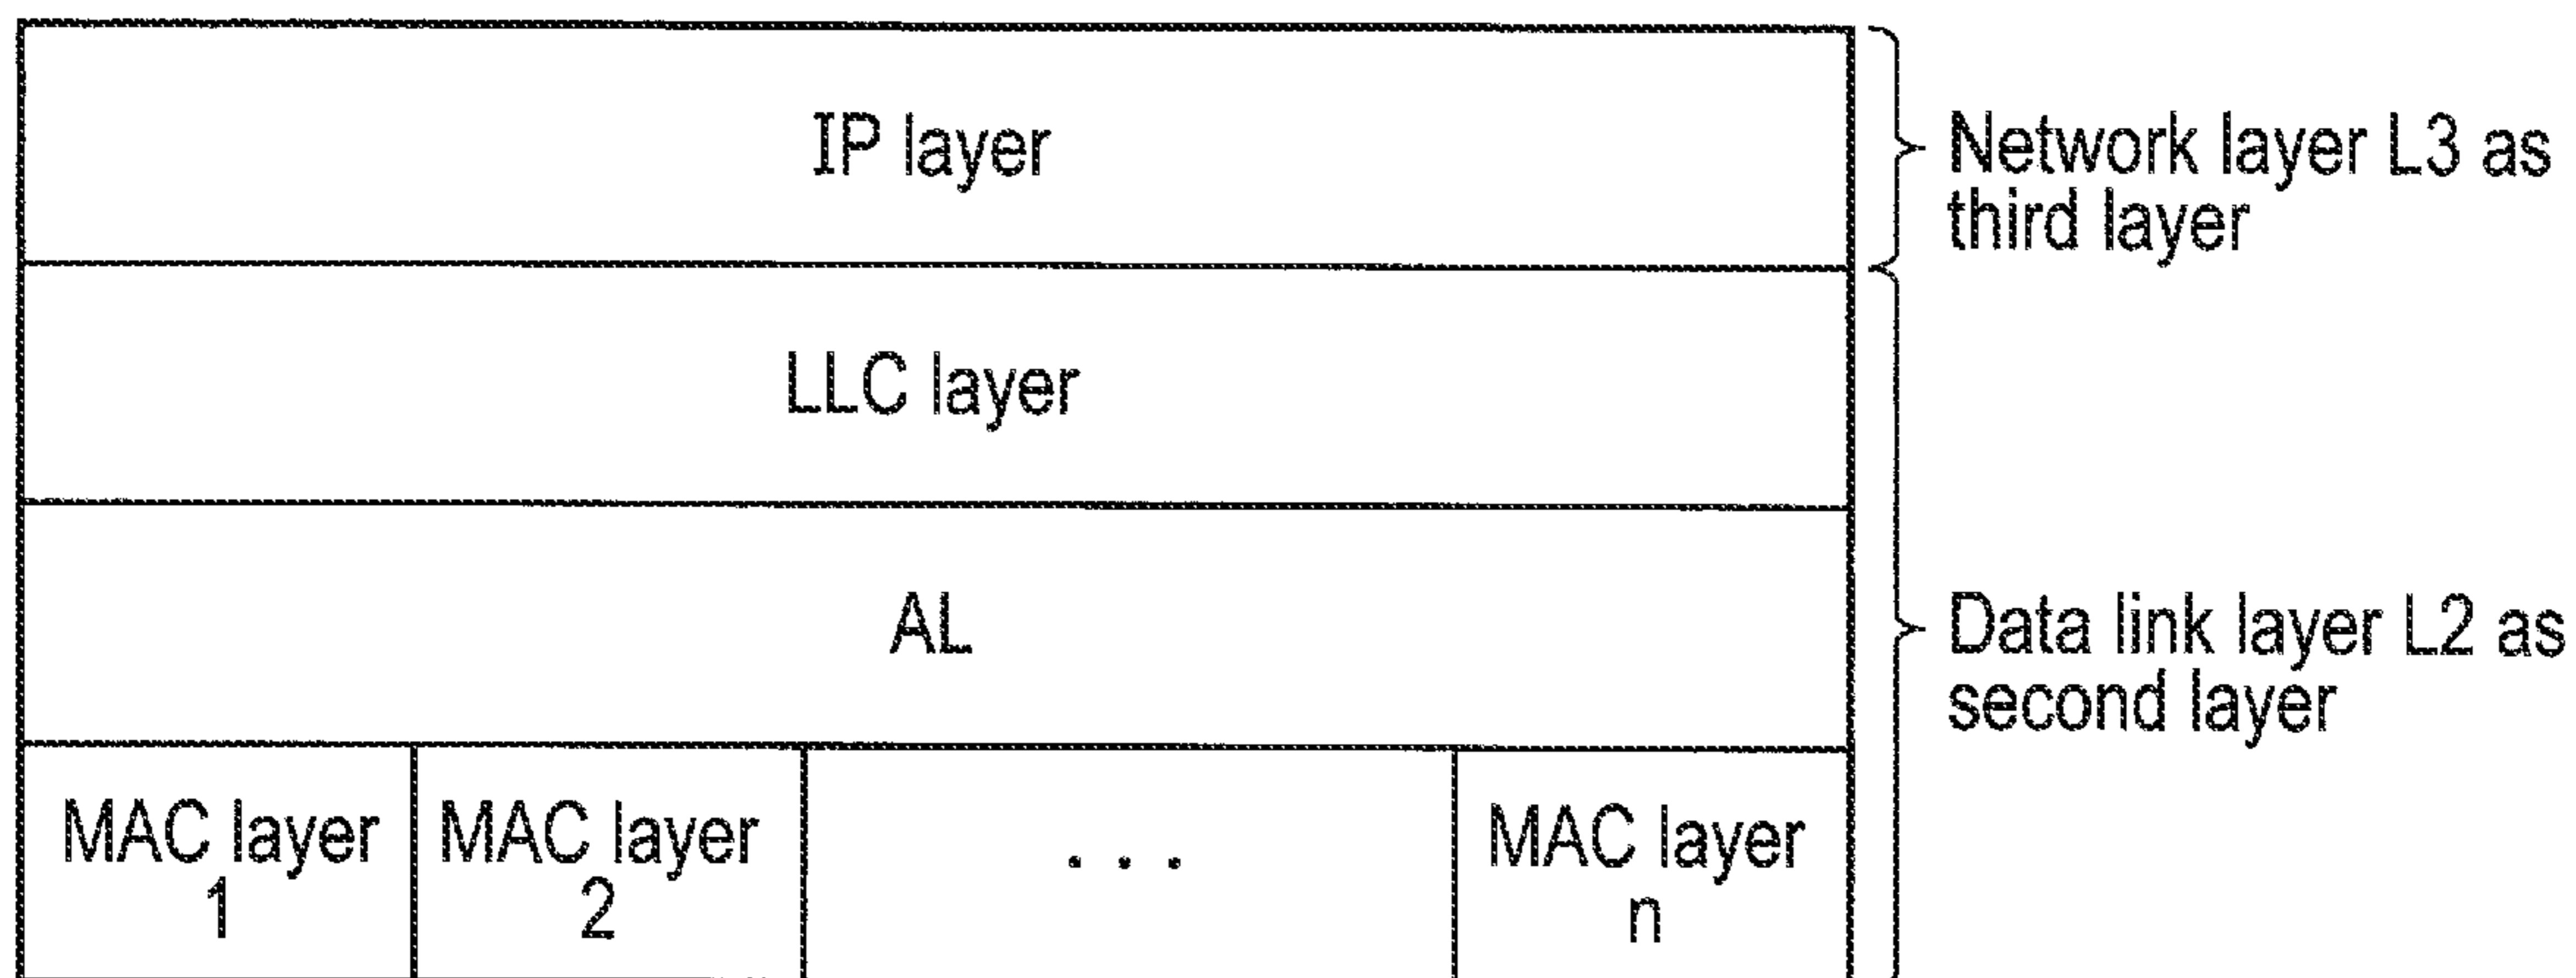 IP layer
Network layer L3 as
third layer
LLC layer
AL
Data link layer L2 as
second layer
MAC layer
1
MAC layer
2
. . .
MAC layer
n